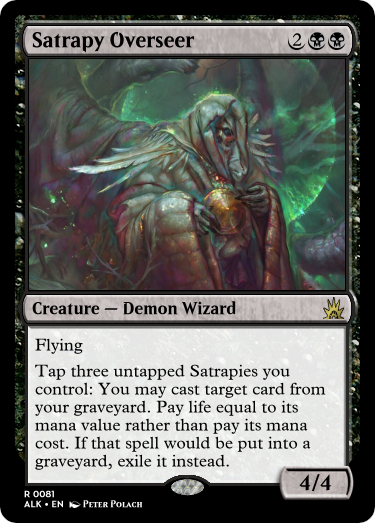 Satrapy Overseer 2
Creature — Demon Wizard
Flying
Tap three untapped Satrapies you
control: You may cast target card from
your graveyard. Pay life equal to its
mana value rather than pay its mana
cost. If that spell would be put into a
graveyard, exile it instead.
4/4
R 0081
ALK • EN Peter Polach